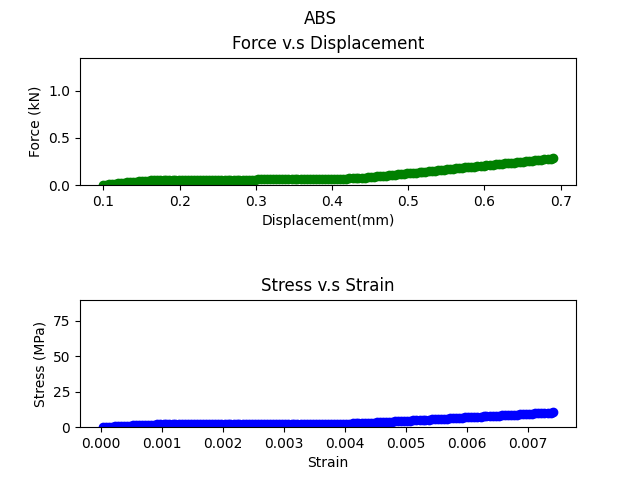 ABS
Force v.s Displacement
1.0
0.5
0.0
Force (kN)
0.1 0.2 0.3 0.4 0.5 0.6 0.7
Displacement(mm)
Stress v.s Strain
75
50
25
0
Stress (MPa)
0.000 0.001 0.002 0.003 0.004 0.005 0.006 0.007
Strain